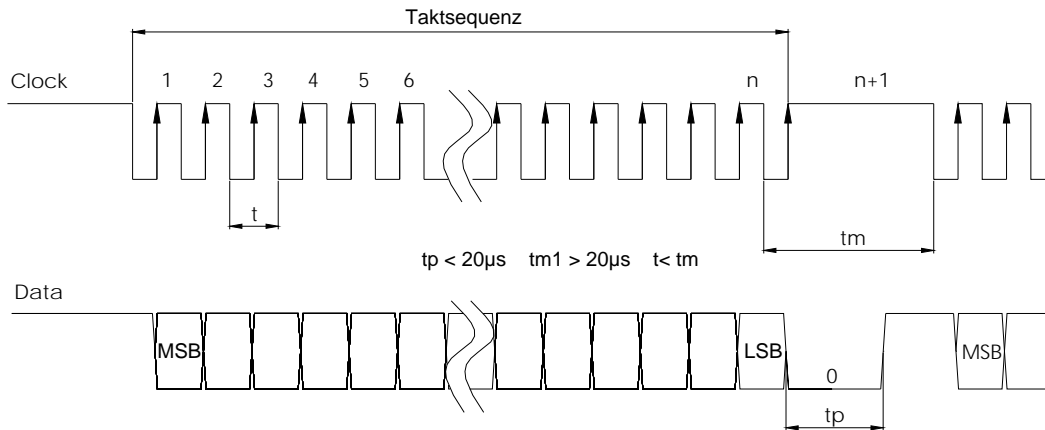 Taktsequenz
Clock 1 2 3 4 5 6 n n+1
t
tm
tp < 20µs tm1 > 20µs t< tm
Data
MSB LSB 0 MSB
tp